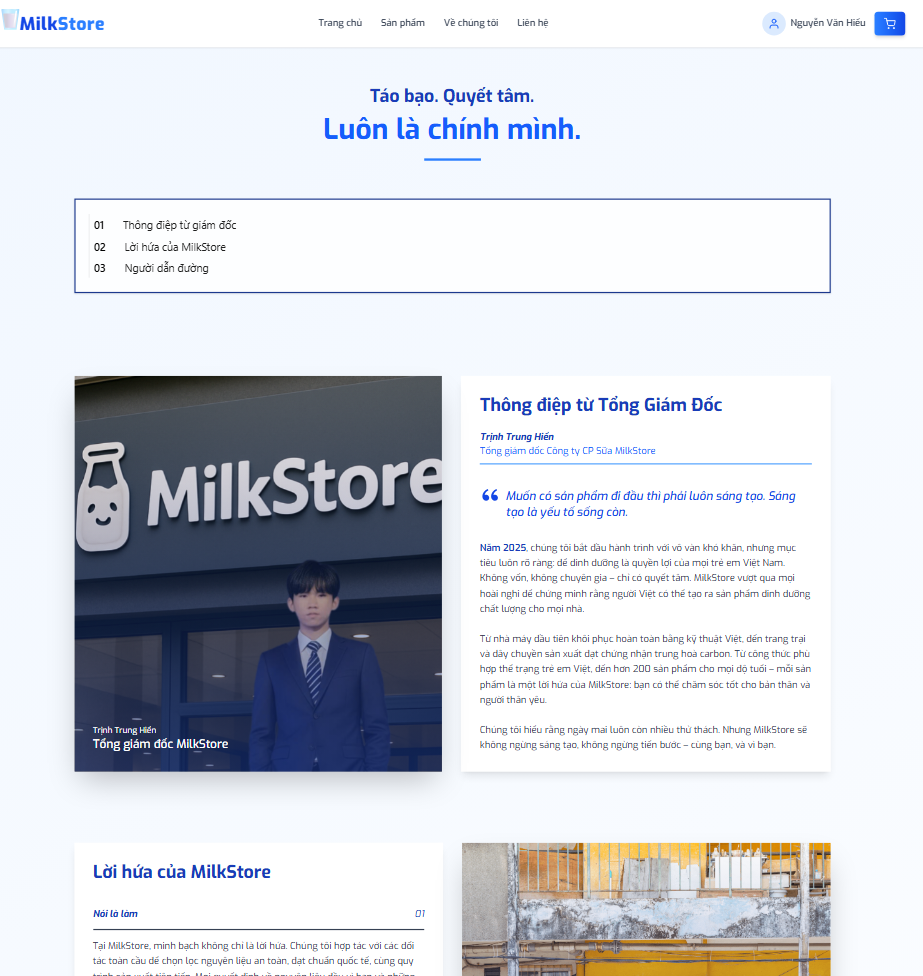 MilkStore
Trang chủ
Sản phẩm
Về chúng tôi
Liên hệ
Nguyễn Văn Hiếu
Táo bạo. Quyết tâm.
Luôn là chính mình.
01 Thông điệp từ giám đốc
02 Lời hứa của MilkStore
03 Người dẫn đường
MilkStore
Trịnh Trung Hiển
Tổng giám đốc MilkStore
Thông điệp từ Tổng Giám Đốc
Trịnh Trung Hiển
Tổng giám đốc Công ty CP Sữa MilkStore
“ Muốn có sản phẩm đi đầu thì phải luôn sáng tạo. Sáng
tạo là yếu tố sống còn.
Năm 2025, chúng tôi bắt đầu hành trình với vô vàn khó khăn, nhưng mục
tiêu luôn rõ ràng: để dinh dưỡng là quyền lợi của mọi trẻ em Việt Nam.
Không vốn, không chuyên gia – chỉ có quyết tâm. MilkStore vượt qua mọi
hoài nghi để chứng minh rằng người Việt có thể tạo ra sản phẩm dinh dưỡng
chất lượng cho mọi nhà.
Từ nhà máy đầu tiên khôi phục hoàn toàn bằng kỹ thuật Việt, đến trang trại
và dây chuyền sản xuất đạt chứng nhận trung hoà carbon. Từ công thức phù
hợp thể trạng trẻ em Việt, đến hơn 200 sản phẩm cho mọi độ tuổi – mỗi sản
phẩm là một lời hứa của MilkStore: bạn có thể chăm sóc tốt cho bản thân và
người thân yêu.
Chúng tôi hiểu rằng ngày mai luôn còn nhiều thử thách. Nhưng MilkStore sẽ
không ngừng sáng tạo, không ngừng tiến bước – cùng bạn, và vì bạn.
Lời hứa của MilkStore
Nói là làm 01
Tại MilkStore, minh bạch không chỉ là lời hứa. Chúng tôi hợp tác với các đối
tác toàn cầu để chọn lọc nguyên liệu an toàn, đạt chuẩn quốc tế, cùng quy